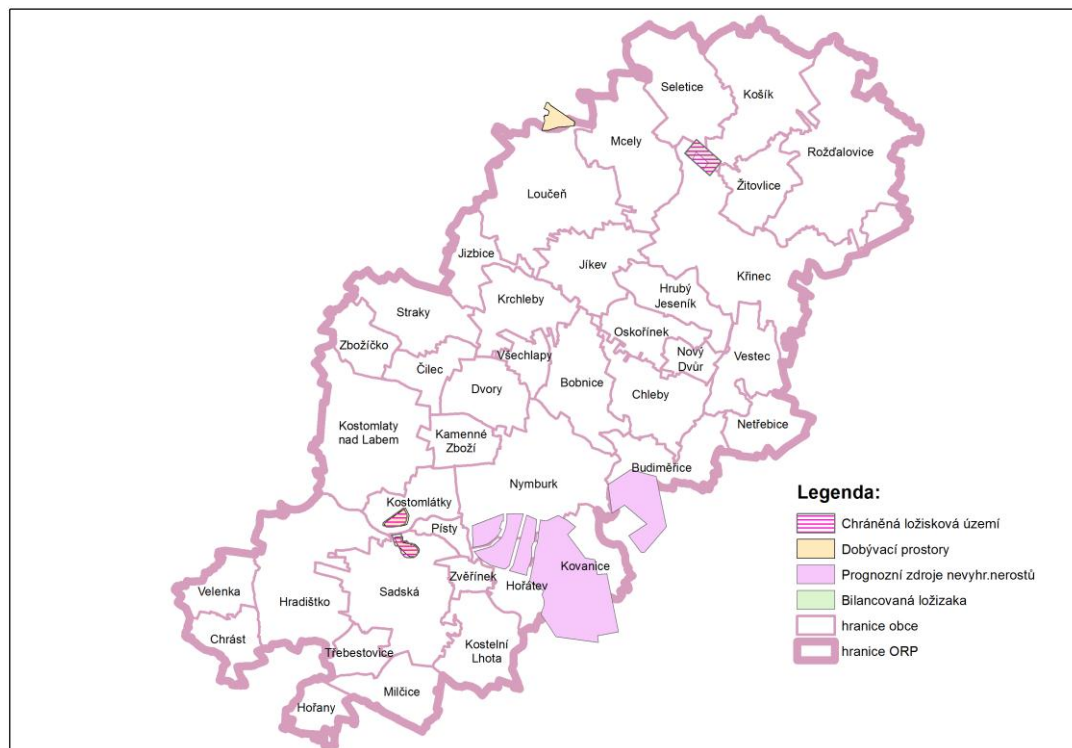 Seletice
Košík
Mcely
Rožďalovice
Žitovlice
Loučeň
Jizbice
Jíkev
Křinec
Hrubý
Jeseník
Krchleby
Straky
Oskořínek
Zbožíčko
Všechlapy
Nový
Dvůr
Vestec
Čilec
Dvory
Bobnice
Chleby
Netřebice
Kostomlaty
nad Labem
Kamenné
Zboží
Budiměřice
Nymburk
Kostomlátky
Písty
Kovanice
Zvěřínek
Hořátev
Velenka
Hradištko
Sadská
Chrást
Třebestovice
Kostelní
Lhota
Milčice
Hořany
Legenda:
Chráněná ložisková území
Dobývací prostory
Prognozní zdroje nevyhr.nerostů
Bilancovaná ložizaka
hranice obce
hranice ORP